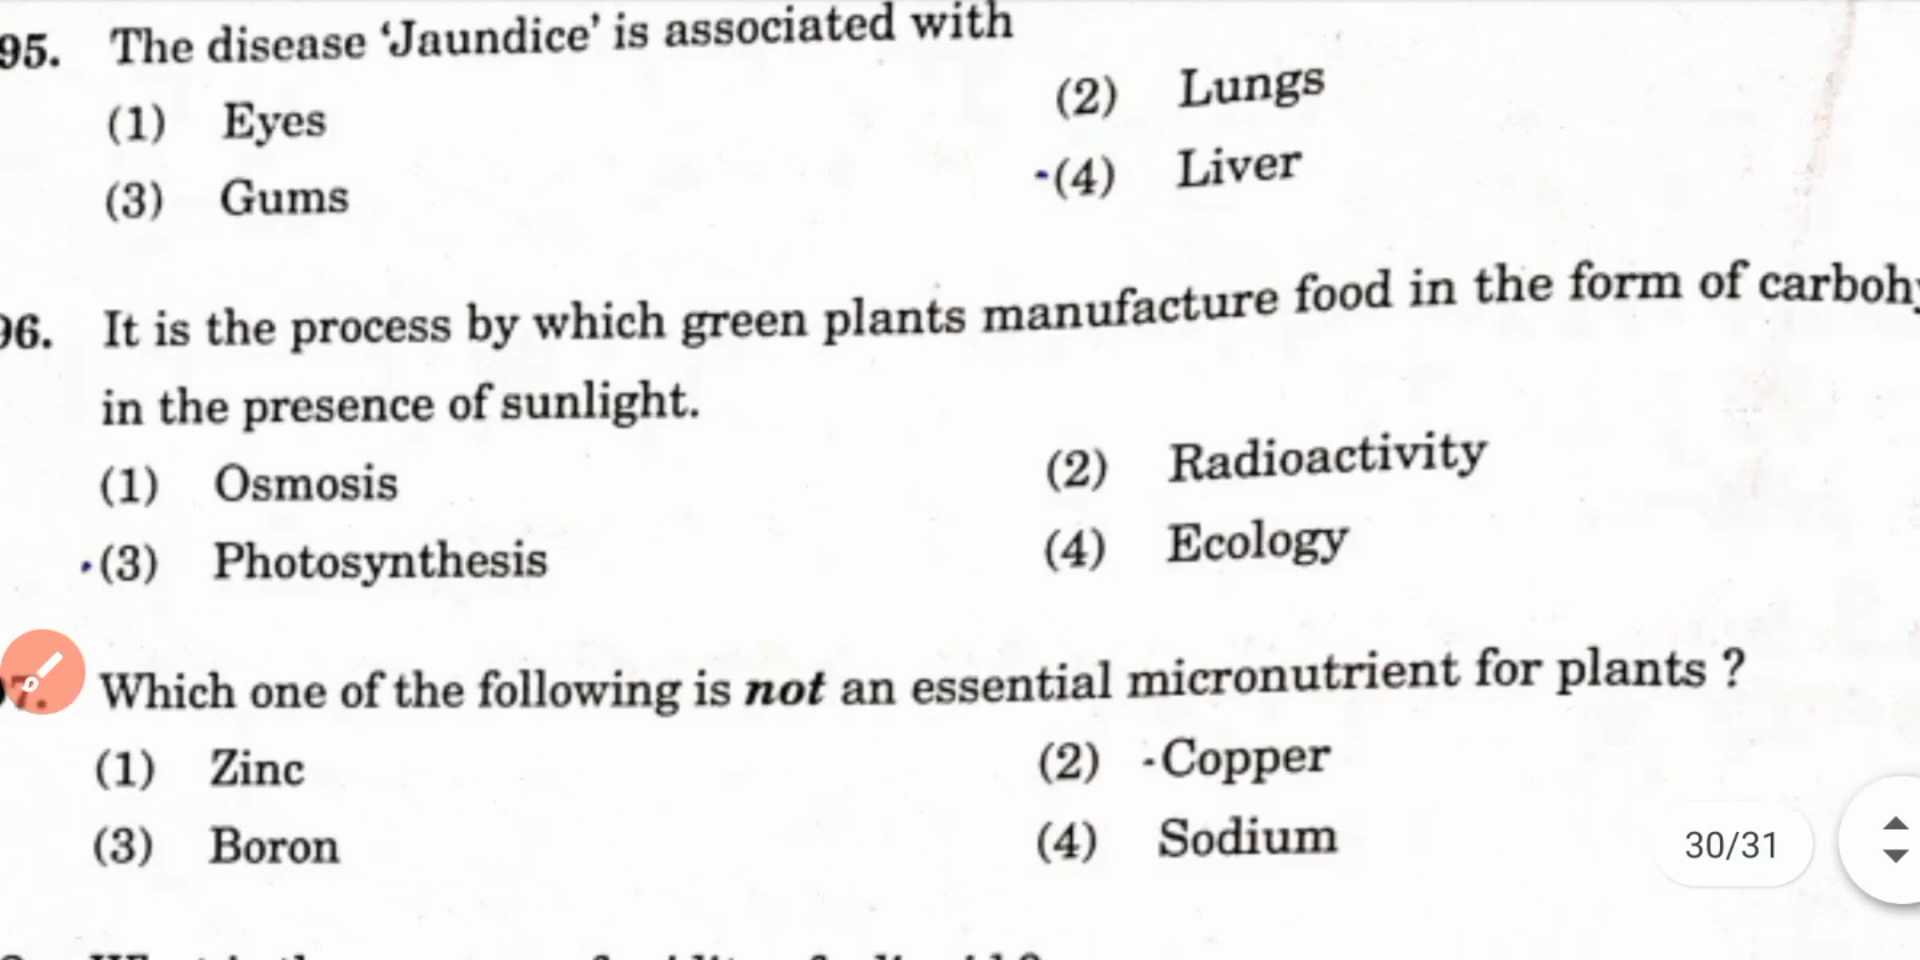 95. The disease ‘Jaundice’ is associated with
(1) Eyes
(2) Lungs
(3) Gums
(4) Liver
96. It is the process by which green plants manufacture food in the form of carbohy
in the presence of sunlight.
(1) Osmosis
(2) Radioactivity
(3) Photosynthesis
(4) Ecology
97. Which one of the following is not an essential micronutrient for plants ?
(1) Zinc
(2) Copper
(3) Boron
(4) Sodium
30/31